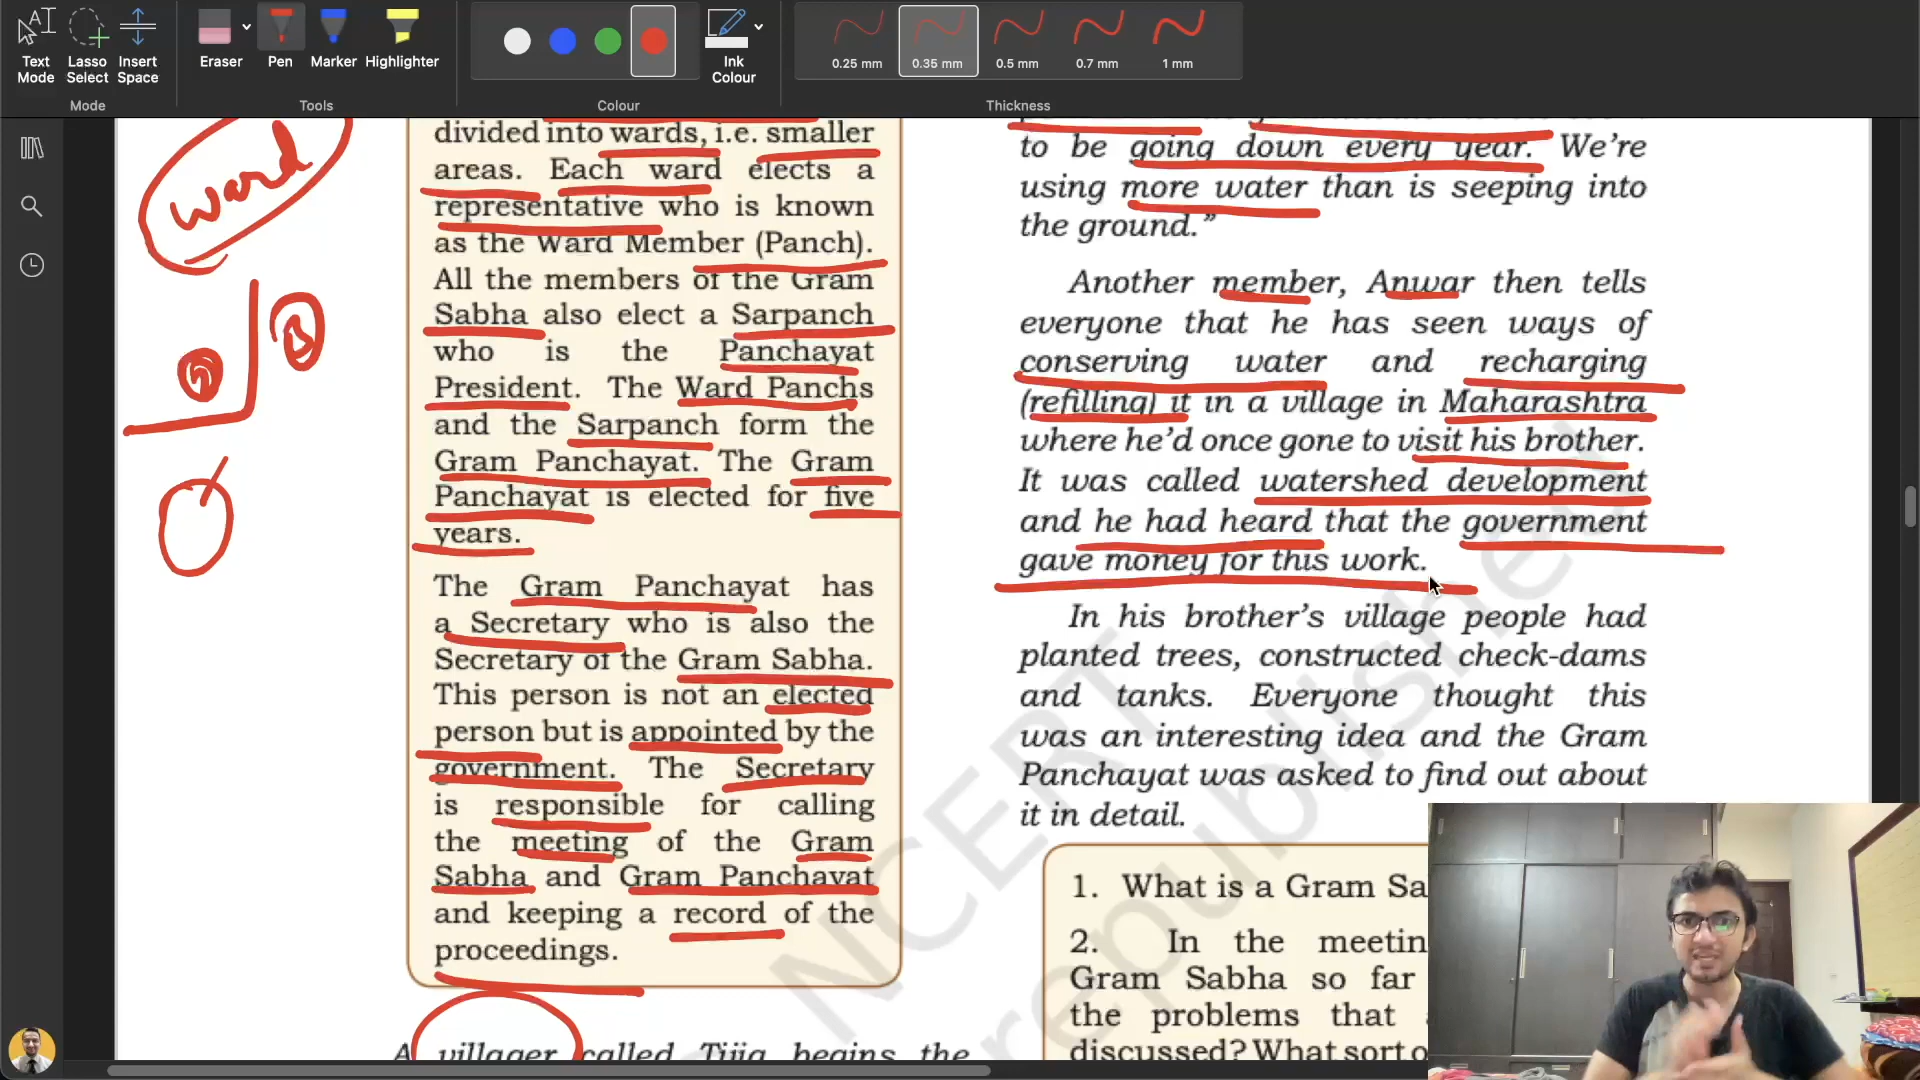 Text
Mode
Lasso
Select
Insert
Space
Mode
Eraser
Pen
Marker
Highlighter
Tools
Colour
Ink
Colour
0.25 mm
0.35 mm
0.5 mm
0.7 mm
1 mm
Thickness
ward
divided into wards, i.e. smaller
areas. Each ward elects a
representative who is known
as the Ward Member (Panch).
All the members of the Gram
Sabha also elect a Sarpanch
who is the Panchayat
President. The Ward Panchs
and the Sarpanch form the
Gram Panchayat. The Gram
Panchayat is elected for five
years.
The Gram Panchayat has
a Secretary who is also the
Secretary of the Gram Sabha.
This person is not an elected
person but is appointed by the
government. The Secretary
is responsible for calling
the meeting of the Gram
Sabha and Gram Panchayat
and keeping a record of the
proceedings.
A villager called Tijia begins the
to be going down every year. We're
using more water than is seeping into
the ground."
Another member, Anwar then tells
everyone that he has seen ways of
conserving water and recharging
(refilling) it in a village in Maharashtra
where he'd once gone to visit his brother.
It was called watershed development
and he had heard that the government
gave money for this work.
In his brother's village people had
planted trees, constructed check-dams
and tanks. Everyone thought this
was an interesting idea and the Gram
Panchayat was asked to find out about
it in detail.
1. What is a Gram Sa
2. In the meetin
Gram Sabha so far
the problems that
discussed? What sort o
NCERT
republished